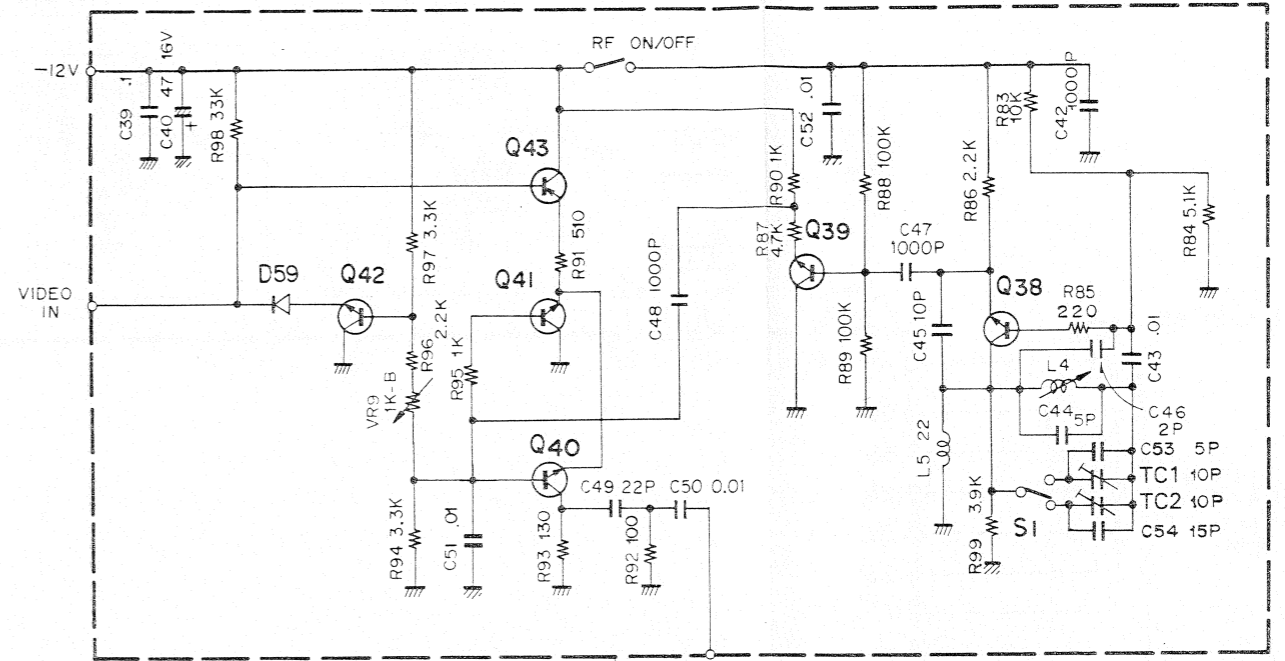 RF ON/OFF
-12V
C39 .1
C40 47 16V
+
R98 33K
Q43
R97 3.3K
R91 510
C48 1000P
R90 1K
R87 4.7K
C52 .01
R88 100K
Q39
C47
1000P
R86 2.2K
R83 10K
C42 1000P
R84 5.1K
VIDEO
IN
D59
Q42
Q41
R96 2.2K
R95 1K
VR9
1K-B
R89 100K
C45 10P
Q38
R85
220
C43 .01
L4
C44 5P
C46
2P
L5 22
Q40
C53 5P
TC1 10P
TC2 10P
C54 15P
S1
R99 3.9K
C49 22P
C50 0.01
R94 3.3K
C51 .01
R93 130
R92 100